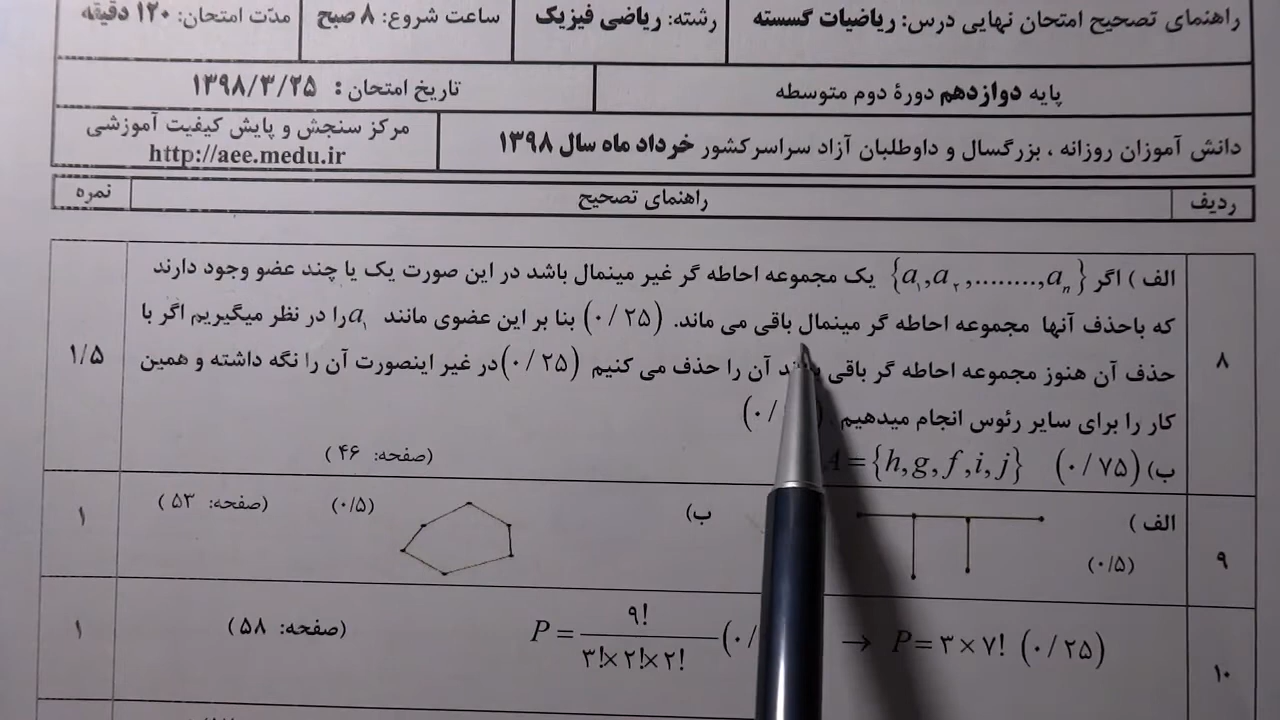 راهنمای تصحیح امتحان نهایی درس: ریاضیات گسسته رشته: ریاضی فیزیک ساعت شروع: ۸ صبح مدّت امتحان: ۱۲۰ دقیقه
پایه دوازدهم دورهٔ دوم متوسطه تاریخ امتحان : ۱۳۹۸/۳/۲۵
دانش آموزان روزانه ، بزرگسال و داوطلبان آزاد سراسرکشور خرداد ماه سال ۱۳۹۸ مرکز سنجش و پایش کیفیت آموزشی
http://aee.medu.ir
ردیف راهنمای تصحیح نمره
الف ) اگر {a₁,a₂,........,aₙ} یک مجموعه احاطه گر غیر مینمال باشد در این صورت یک یا چند عضو وجود دارند
که باحذف آنها مجموعه احاطه گر مینمال باقی می ماند. (۰/۲۵) بنا بر این عضوی مانند a₁ را در نظر میگیریم اگر با
۸ حذف آن هنوز مجموعه احاطه گر باقی آن را حذف می کنیم (۰/۲۵) در غیر اینصورت آن را نگه داشته و همین ۱/۵
کار را برای سایر رئوس انجام میدهیم . (۰/
ب) (۰/۷۵) A={h,g,f,i,j} (صفحه: ۴۶)
الف ) ب) (۰/۵) (صفحه: ۵۳) ۱
۹ (۰/۵)
P = ۹!/(۳!×۲!×۲!) (۰/ → P=۳×۷! (۰/۲۵) (صفحه: ۵۸) ۱
۱۰